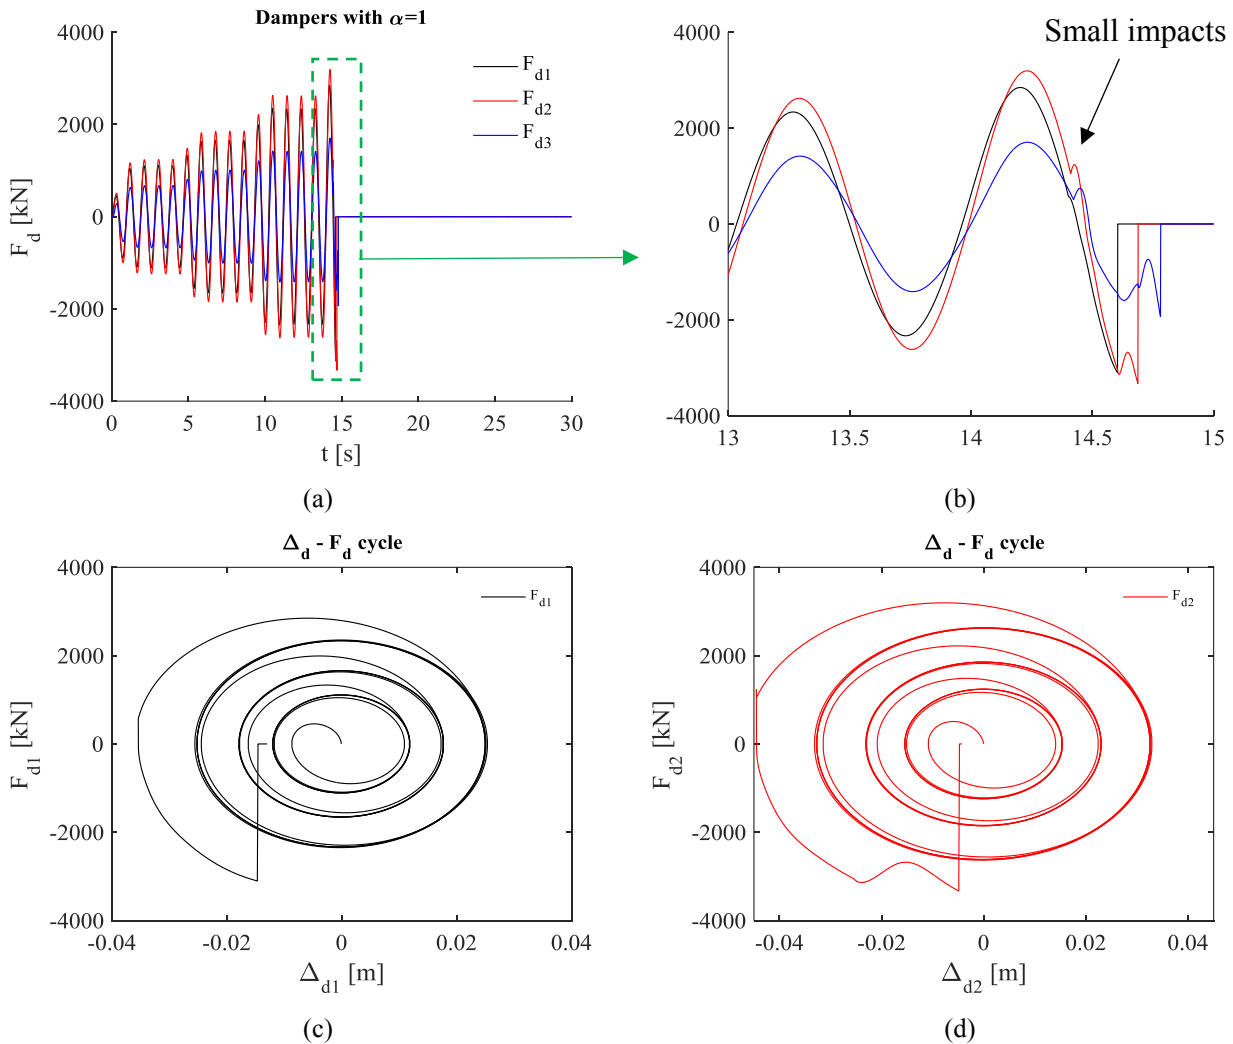 Dampers with α=1
4000
2000
0
-2000
-4000
F_d [kN]
F_d1
F_d2
F_d3
0 5 10 15 20 25 30
t [s]
(a)
Small impacts
4000
2000
0
-2000
-4000
13 13.5 14 14.5 15
(b)
Δ_d - F_d cycle
4000
2000
0
-2000
-4000
F_d1 [kN]
F_d1
-0.04 -0.02 0 0.02 0.04
Δ_d1 [m]
(c)
Δ_d - F_d cycle
4000
2000
0
-2000
-4000
F_d2 [kN]
F_d2
-0.04 -0.02 0 0.02 0.04
Δ_d2 [m]
(d)